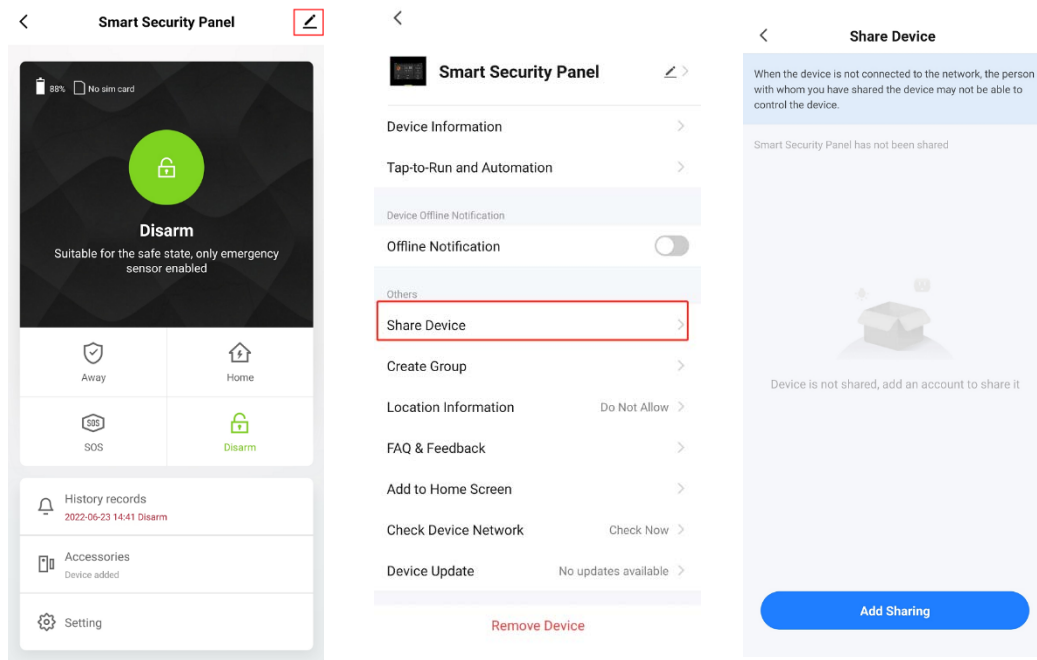 Smart Security Panel
88%
No sim card
Disarm
Suitable for the safe state, only emergency
sensor enabled
Away
Home
SOS
SOS
Disarm
History records
2022-06-23 14:41 Disarm
Accessories
Device added
Setting
Smart Security Panel
Device Information
Tap-to-Run and Automation
Device Offline Notification
Offline Notification
Others
Share Device
Create Group
Location Information Do Not Allow
FAQ & Feedback
Add to Home Screen
Check Device Network Check Now
Device Update No updates available
Remove Device
Share Device
When the device is not connected to the network, the person
with whom you have shared the device may not be able to
control the device.
Smart Security Panel has not been shared
Device is not shared, add an account to share it
Add Sharing